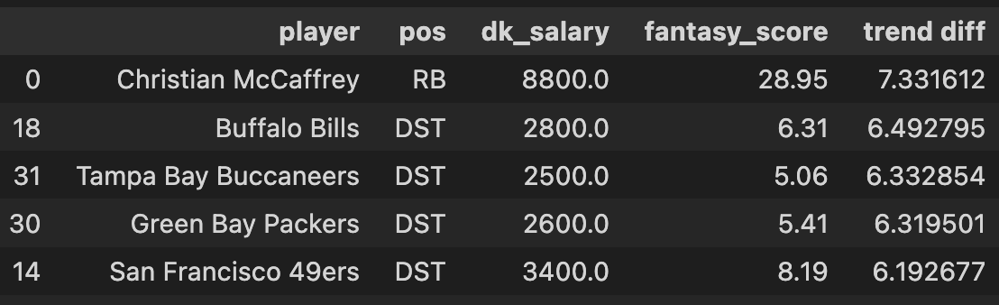 player pos dk_salary fantasy_score trend diff
0 Christian McCaffrey RB 8800.0 28.95 7.331612
18 Buffalo Bills DST 2800.0 6.31 6.492795
31 Tampa Bay Buccaneers DST 2500.0 5.06 6.332854
30 Green Bay Packers DST 2600.0 5.41 6.319501
14 San Francisco 49ers DST 3400.0 8.19 6.192677